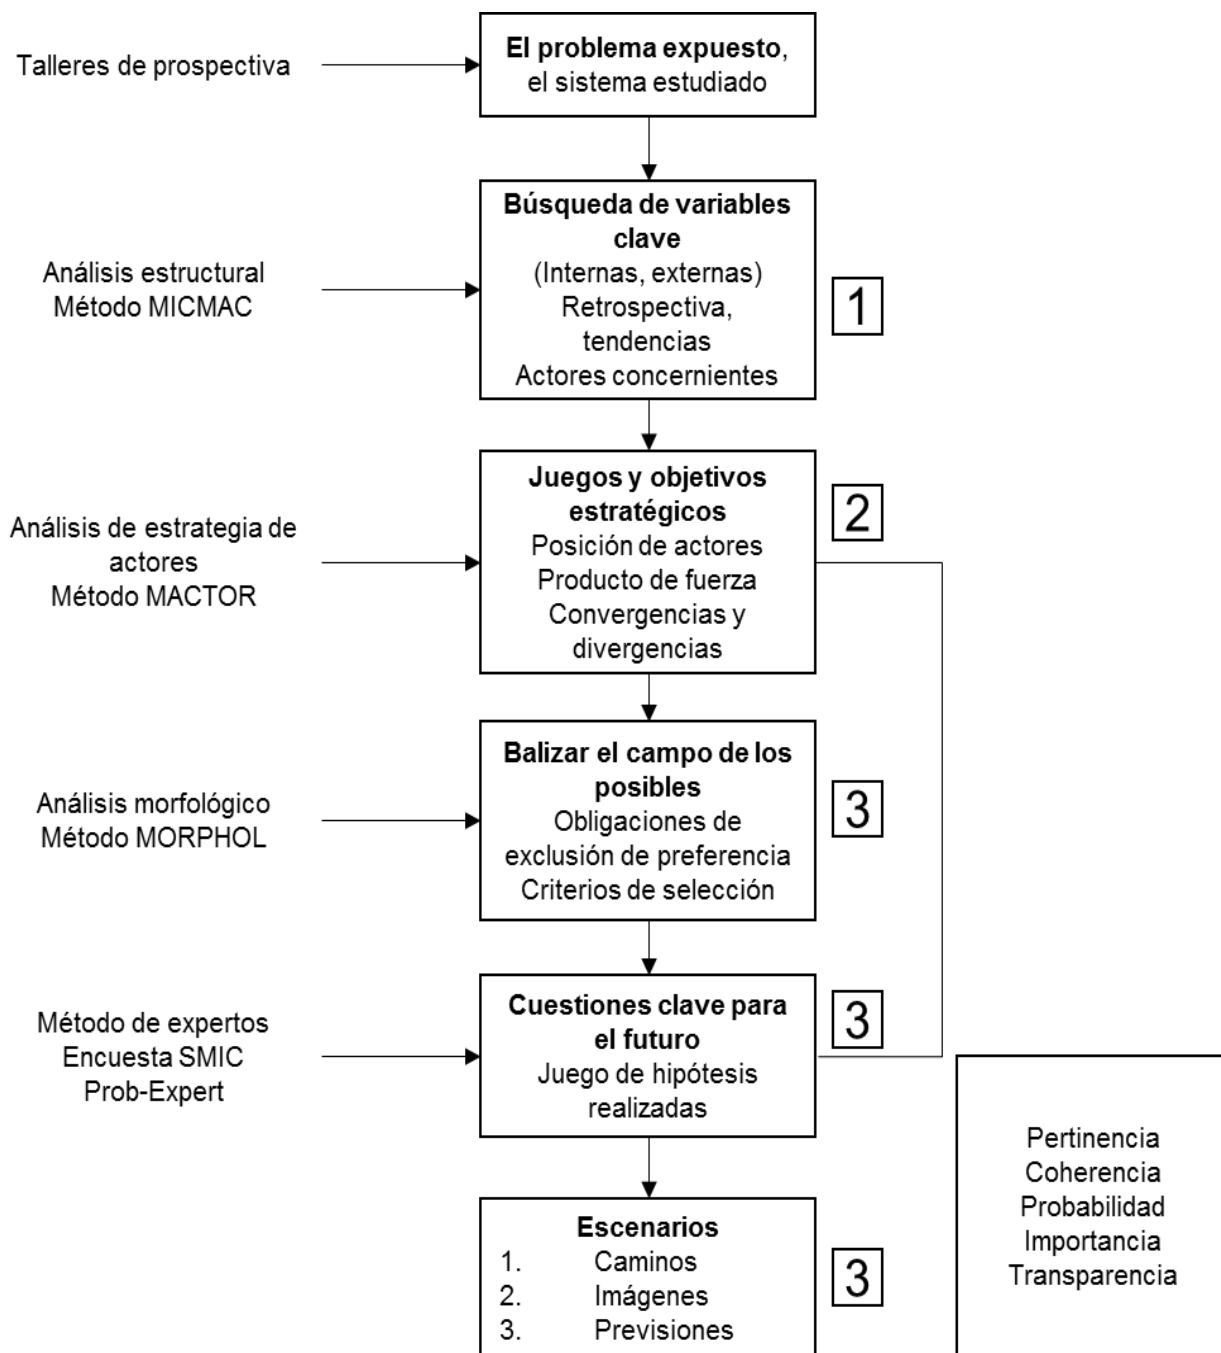 Talleres de prospectiva
El problema expuesto,
el sistema estudiado
Análisis estructural
Método MICMAC
Búsqueda de variables
clave
(Internas, externas)
Retrospectiva,
tendencias
Actores concernientes
1
Análisis de estrategia de
actores
Método MACTOR
Juegos y objetivos
estratégicos
Posición de actores
Producto de fuerza
Convergencias y
divergencias
2
Análisis morfológico
Método MORPHOL
Balizar el campo de los
posibles
Obligaciones de
exclusión de preferencia
Criterios de selección
3
Método de expertos
Encuesta SMIC
Prob-Expert
Cuestiones clave para
el futuro
Juego de hipótesis
realizadas
3
Escenarios
1. Caminos
2. Imágenes
3. Previsiones
3
Pertinencia
Coherencia
Probabilidad
Importancia
Transparencia